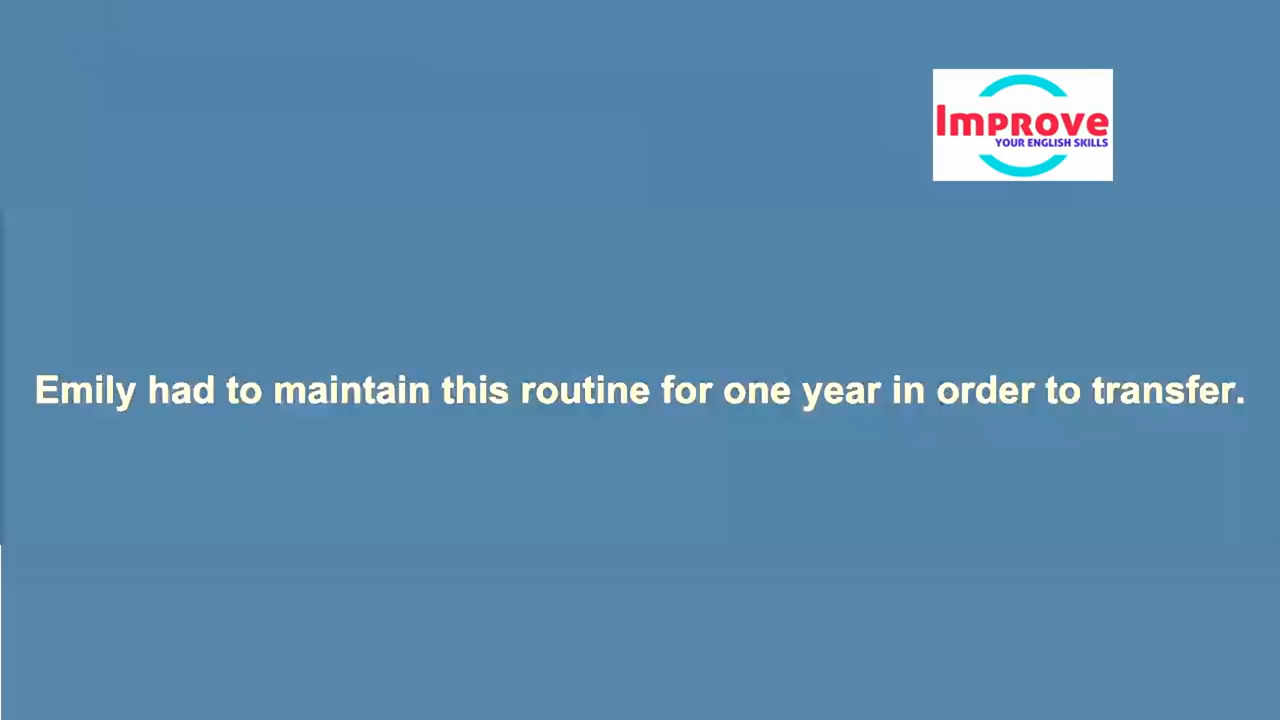 Improve
YOUR ENGLISH SKILLS
Emily had to maintain this routine for one year in order to transfer.